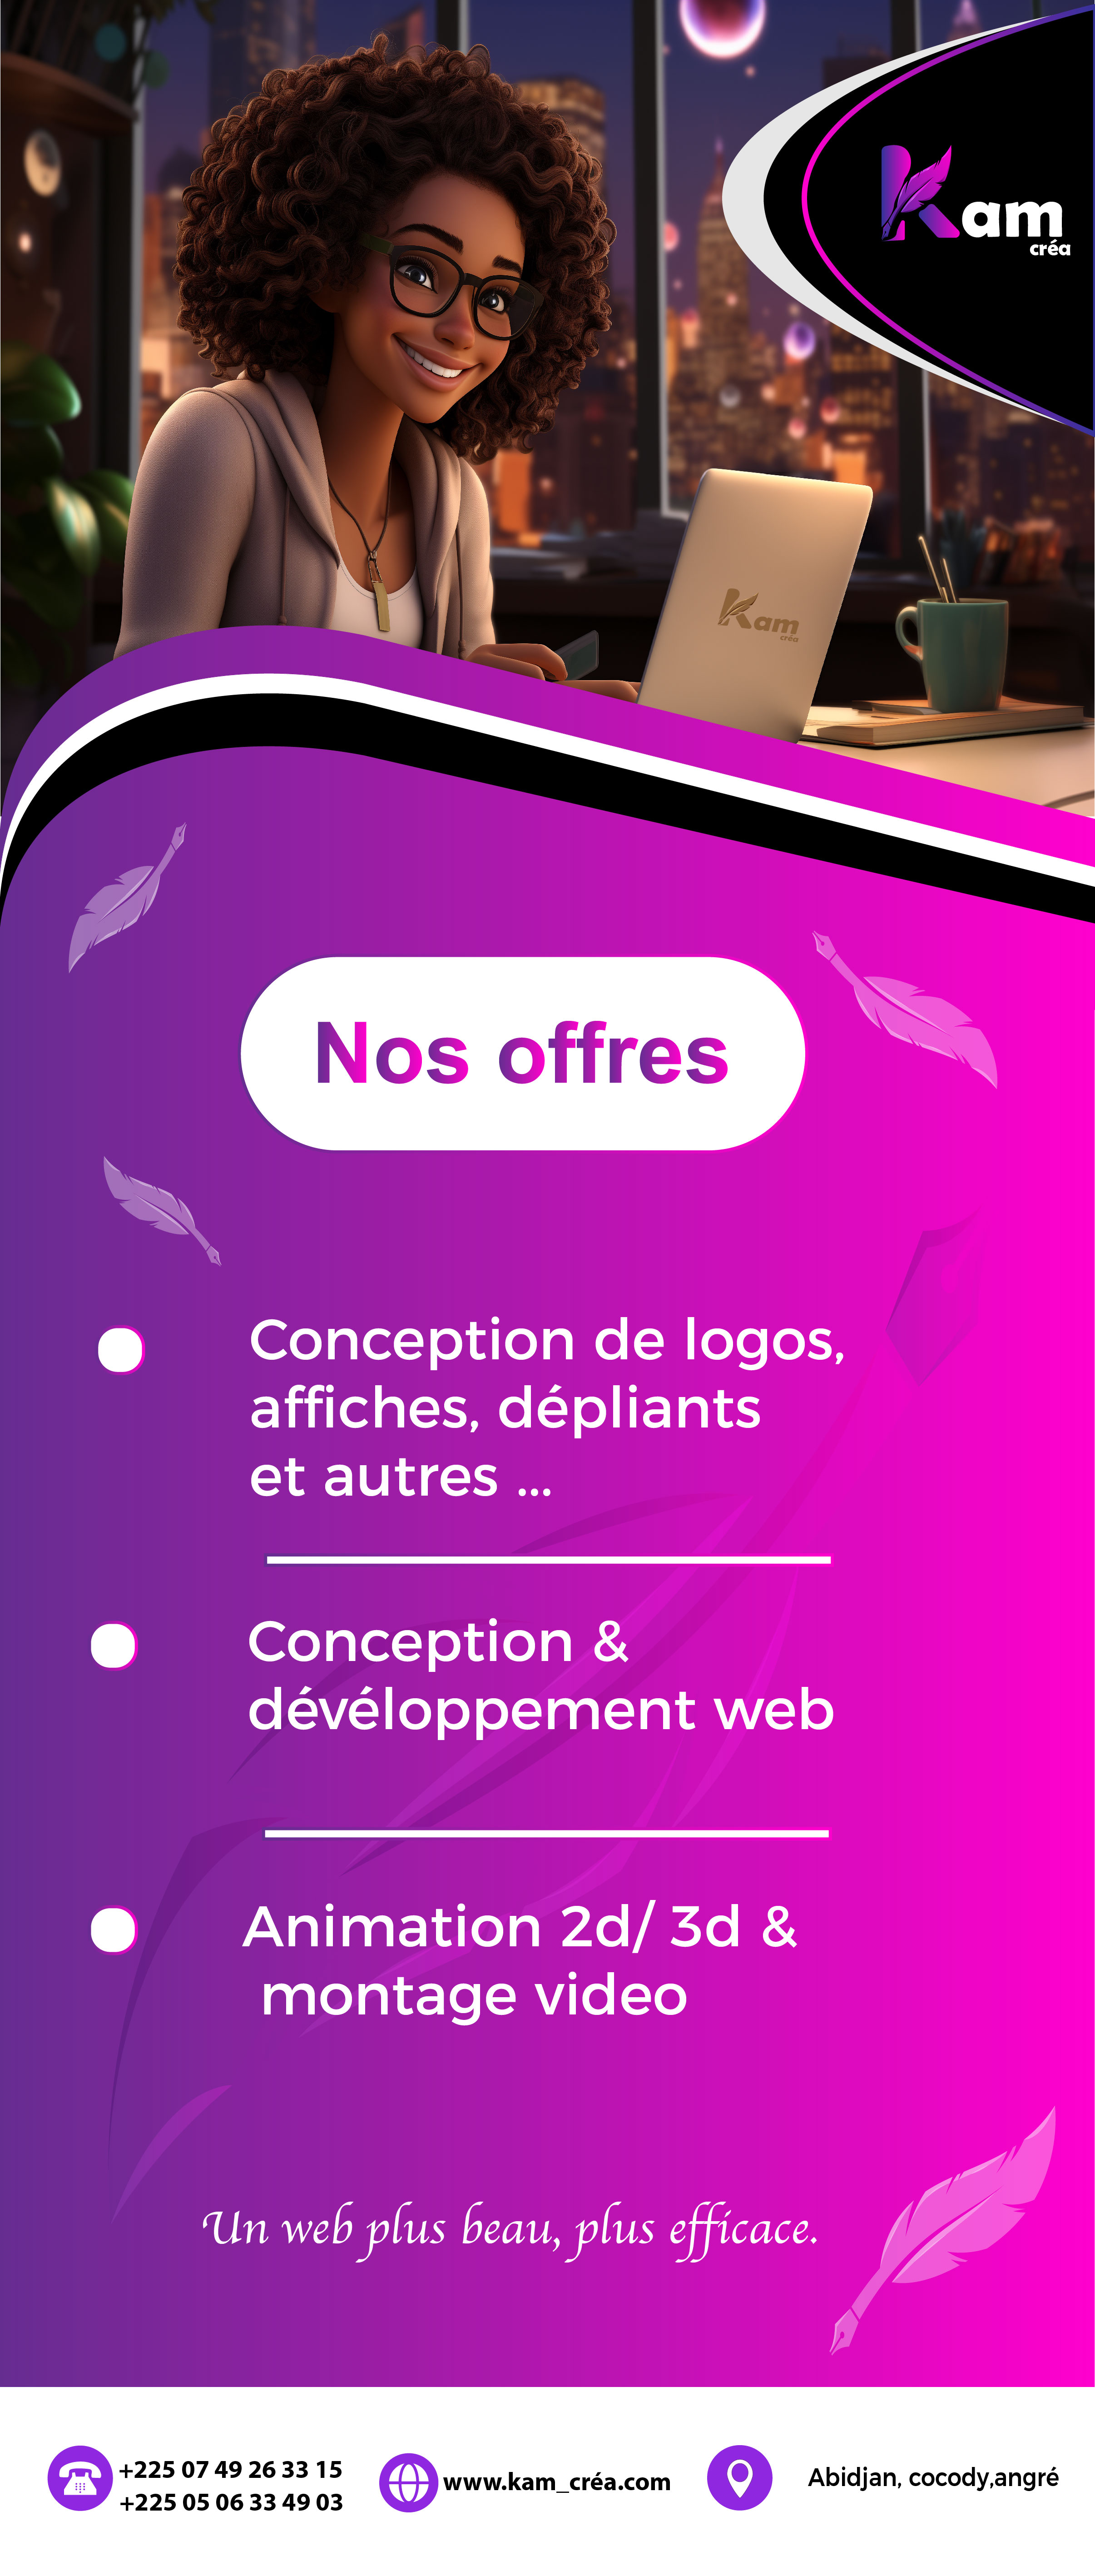 Kam
créa
Kam
créa
Nos offres
Conception de logos,
affiches, dépliants
et autres ...
Conception &
dévéloppement web
Animation 2d/ 3d &
montage video
Un web plus beau, plus efficace.
+225 07 49 26 33 15
+225 05 06 33 49 03
www.kam_créa.com
Abidjan, cocody,angré